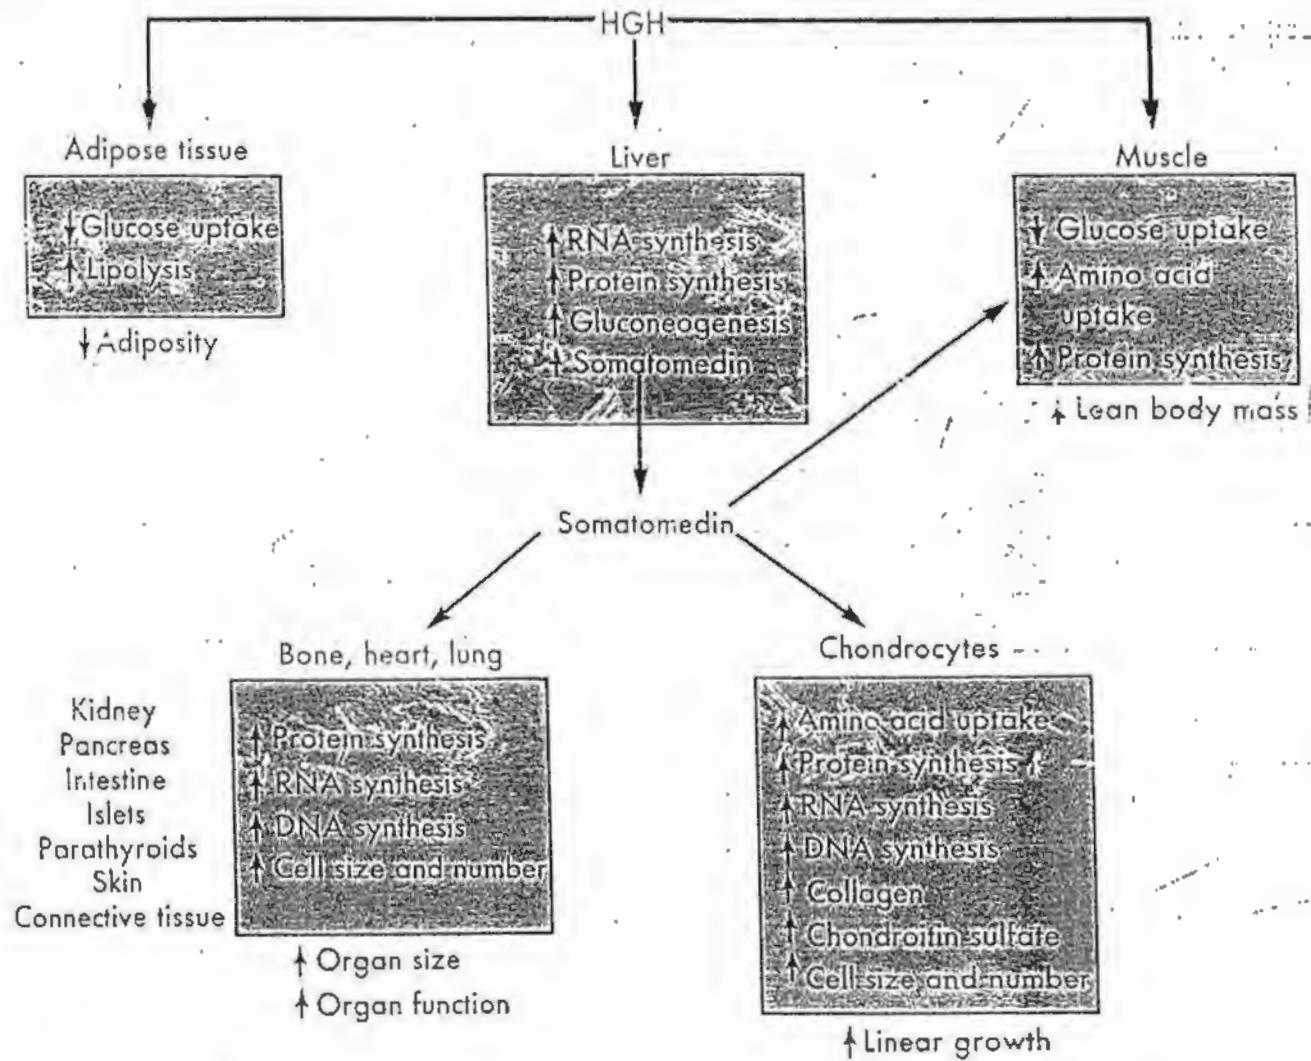 HGH
Adipose tissue
↓ Glucose uptake
↑ Lipolysis
↓ Adiposity
Liver
↑ RNA synthesis
↑ Protein synthesis
↑ Gluconeogenesis
↑ Somatomedin
Muscle
↓ Glucose uptake
↑ Amino acid
uptake
↑ Protein synthesis
↑ Lean body mass
Somatomedin
Bone, heart, lung
Kidney
Pancreas
Intestine
Islets
Parathyroids
Skin
Connective tissue
↑ Protein synthesis
↑ RNA synthesis
↑ DNA synthesis
↑ Cell size and number
↑ Organ size
↑ Organ function
Chondrocytes
↑ Amino acid uptake
↑ Protein synthesis
↑ RNA synthesis
↑ DNA synthesis
↑ Collagen
↑ Chondroitin sulfate
↑ Cell size and number
↑ Linear growth